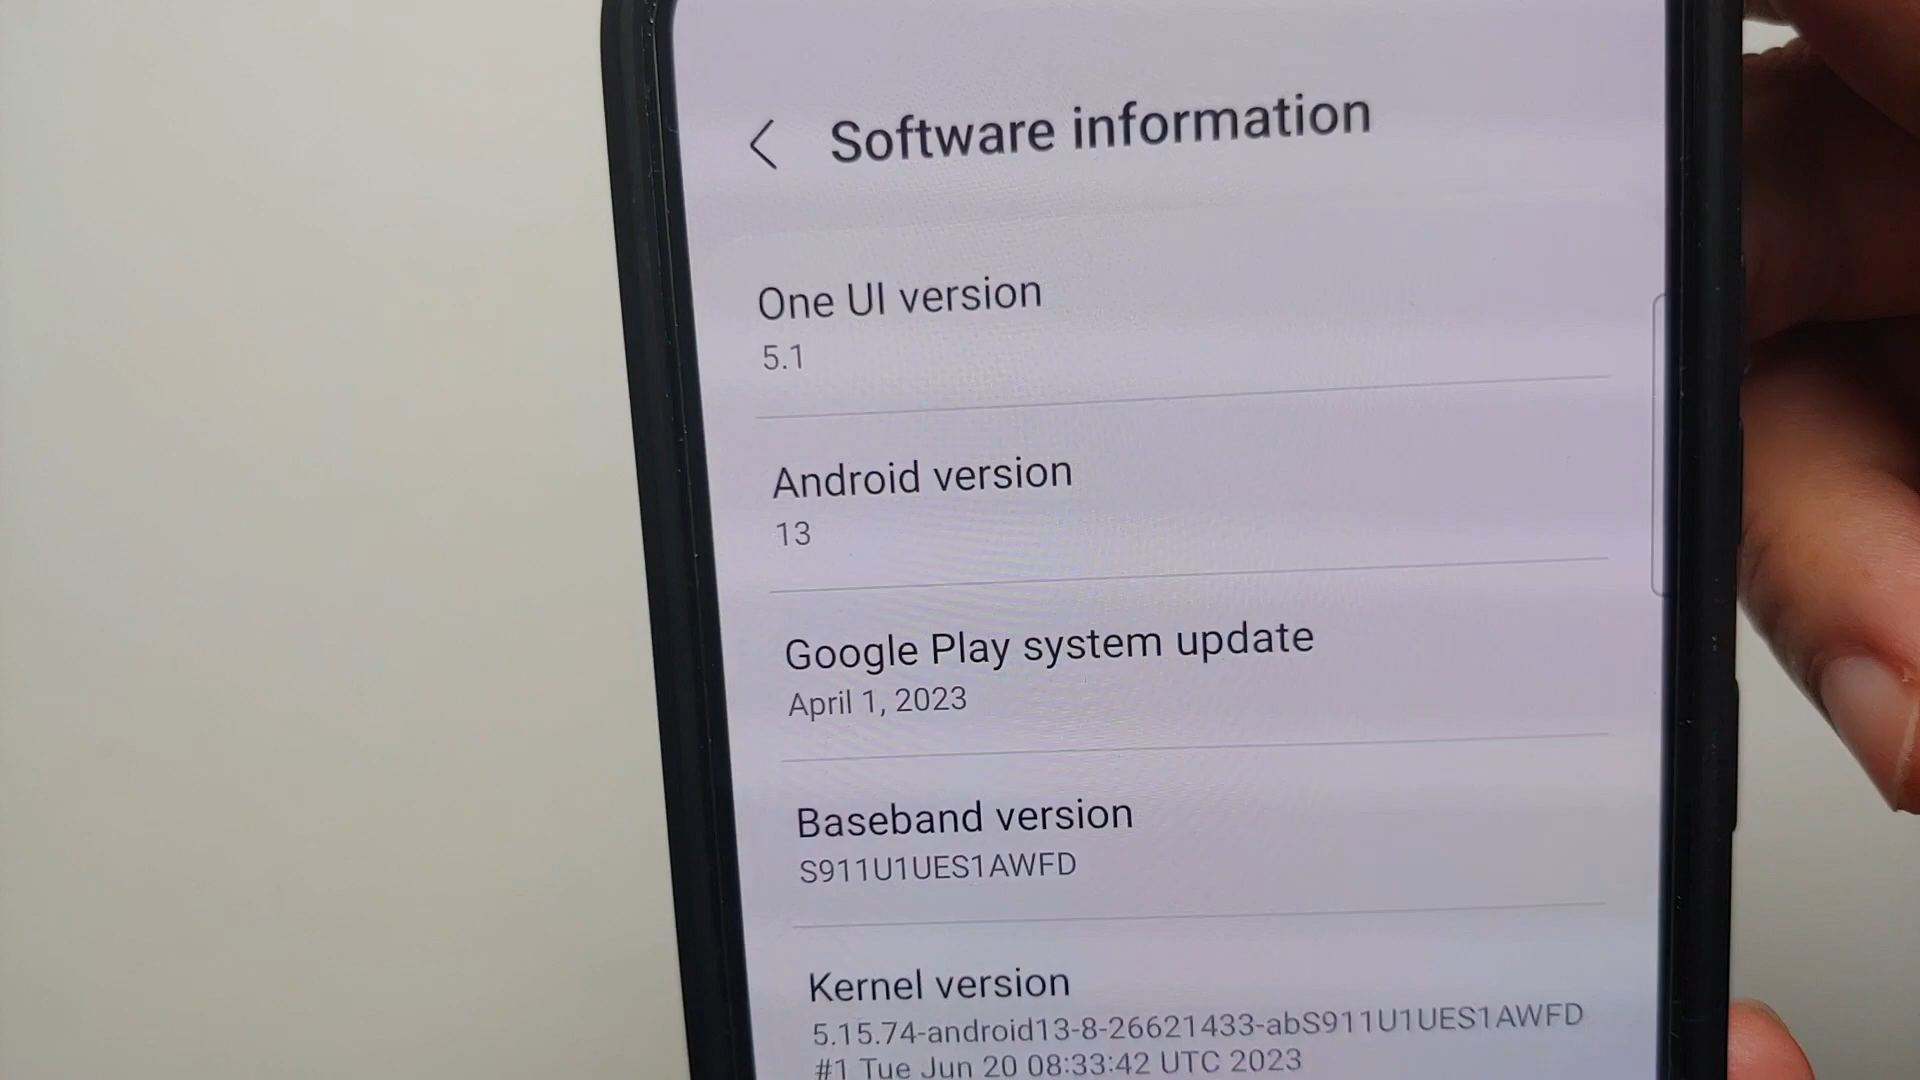 Software information
One UI version
5.1
Android version
13
Google Play system update
April 1, 2023
Baseband version
S911U1UES1AWFD
Kernel version
5.15.74-android13-8-26621433-abS911U1UES1AWFD
#1 Tue Jun 20 08:33:42 UTC 2023